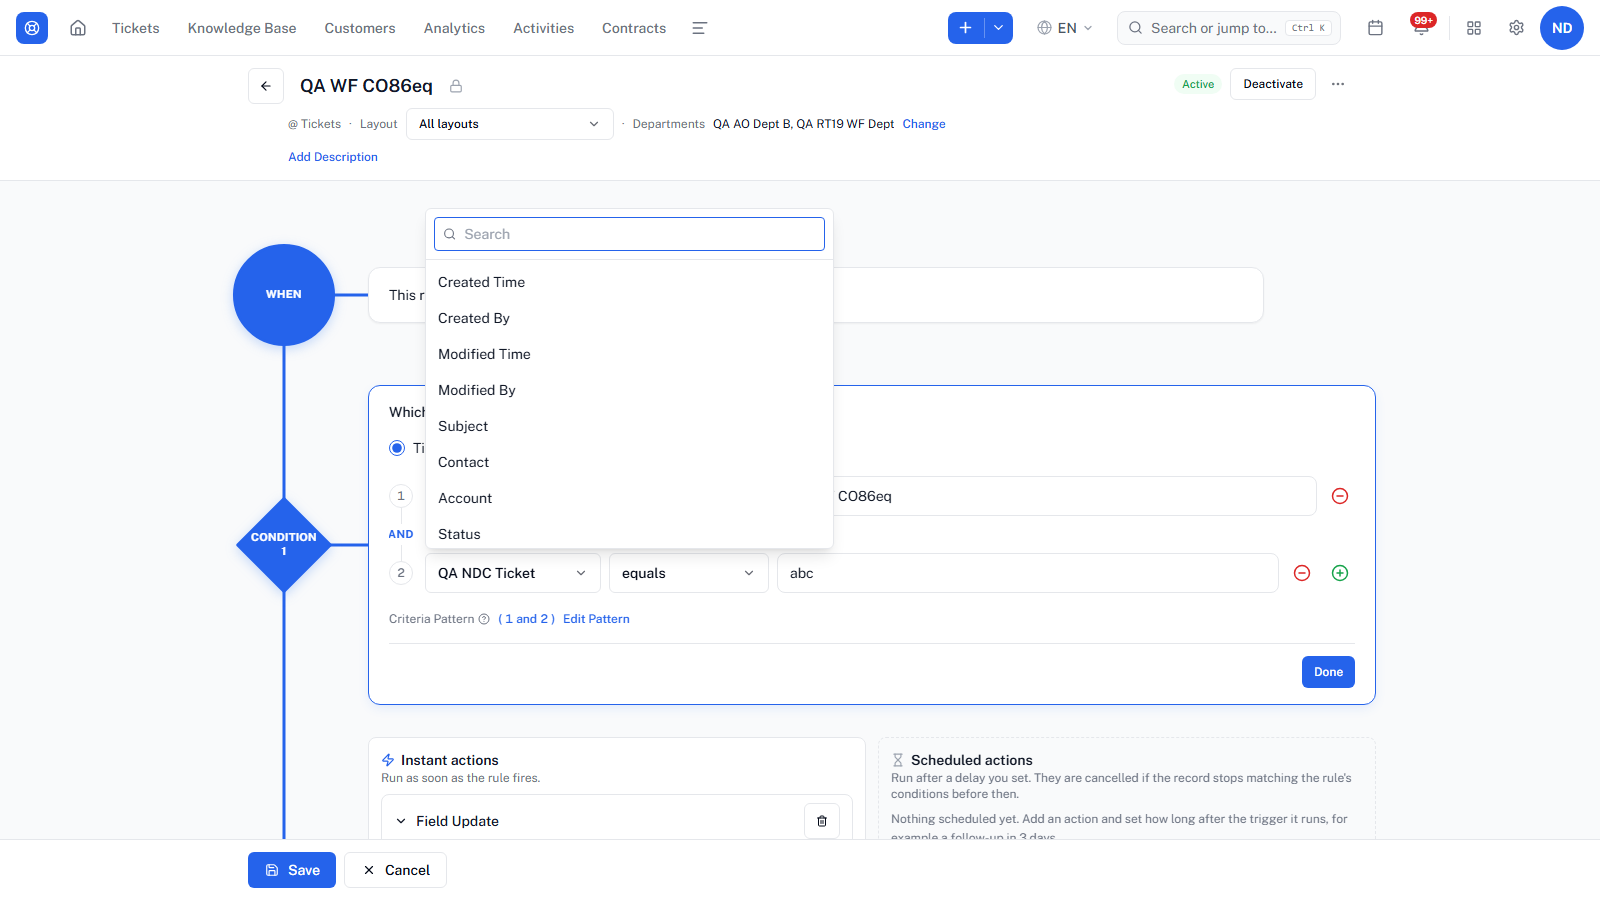 Tickets Knowledge Base Customers Analytics Activities Contracts EN Search or jump to... Ctrl K 99+ ND
QA WF CO86eq Active Deactivate
@ Tickets · Layout All layouts · Departments QA AO Dept B, QA RT19 WF Dept Change
Add Description
Search
Created Time
WHEN This r
Created By
Modified Time
Modified By
Which
Subject
Ti
Contact
1 Account CO86eq
AND Status
CONDITION
1
2 QA NDC Ticket equals abc
Criteria Pattern ( 1 and 2 ) Edit Pattern
Done
Instant actions
Run as soon as the rule fires.
Field Update
Scheduled actions
Run after a delay you set. They are cancelled if the record stops matching the rule's
conditions before then.
Nothing scheduled yet. Add an action and set how long after the trigger it runs, for
example a follow-up in 3 days
Save Cancel